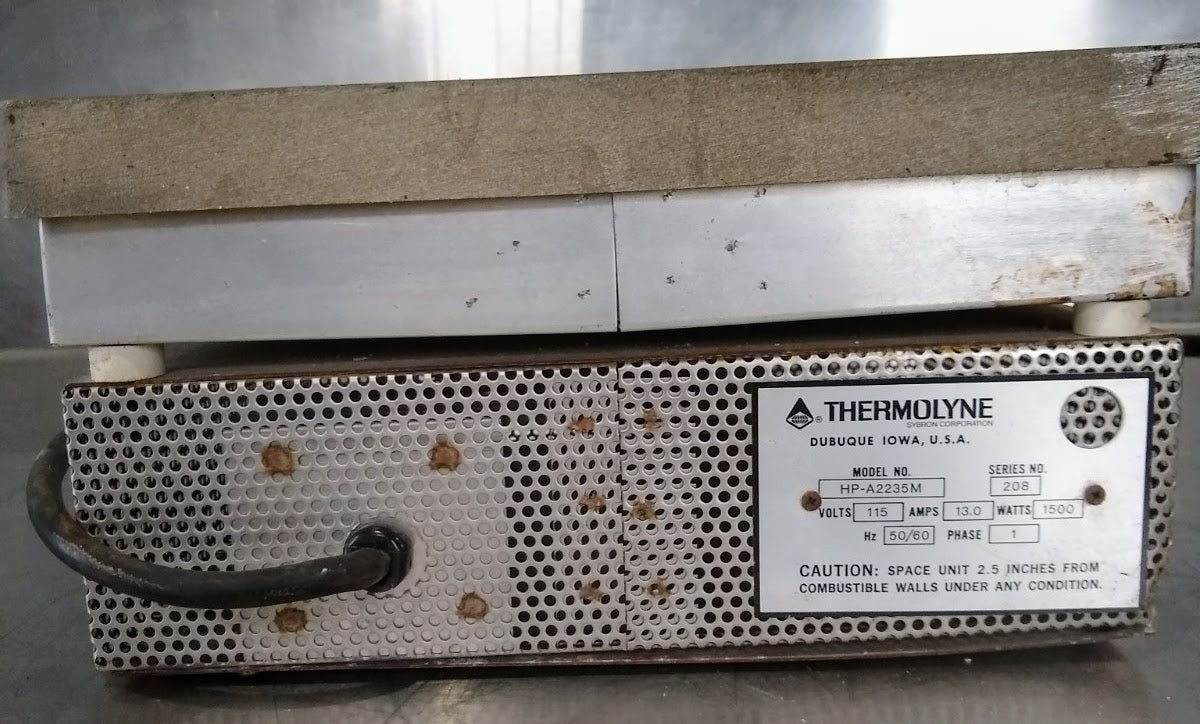 ® THERMOLYNE
SYBRON CORPORATION
DUBUQUE IOWA, U.S.A.
MODEL NO. SERIES NO.
HP-A2235M 208
VOLTS 115 AMPS 13.0 WATTS 1500
Hz 50/60 PHASE 1
CAUTION: SPACE UNIT 2.5 INCHES FROM
COMBUSTIBLE WALLS UNDER ANY CONDITION.